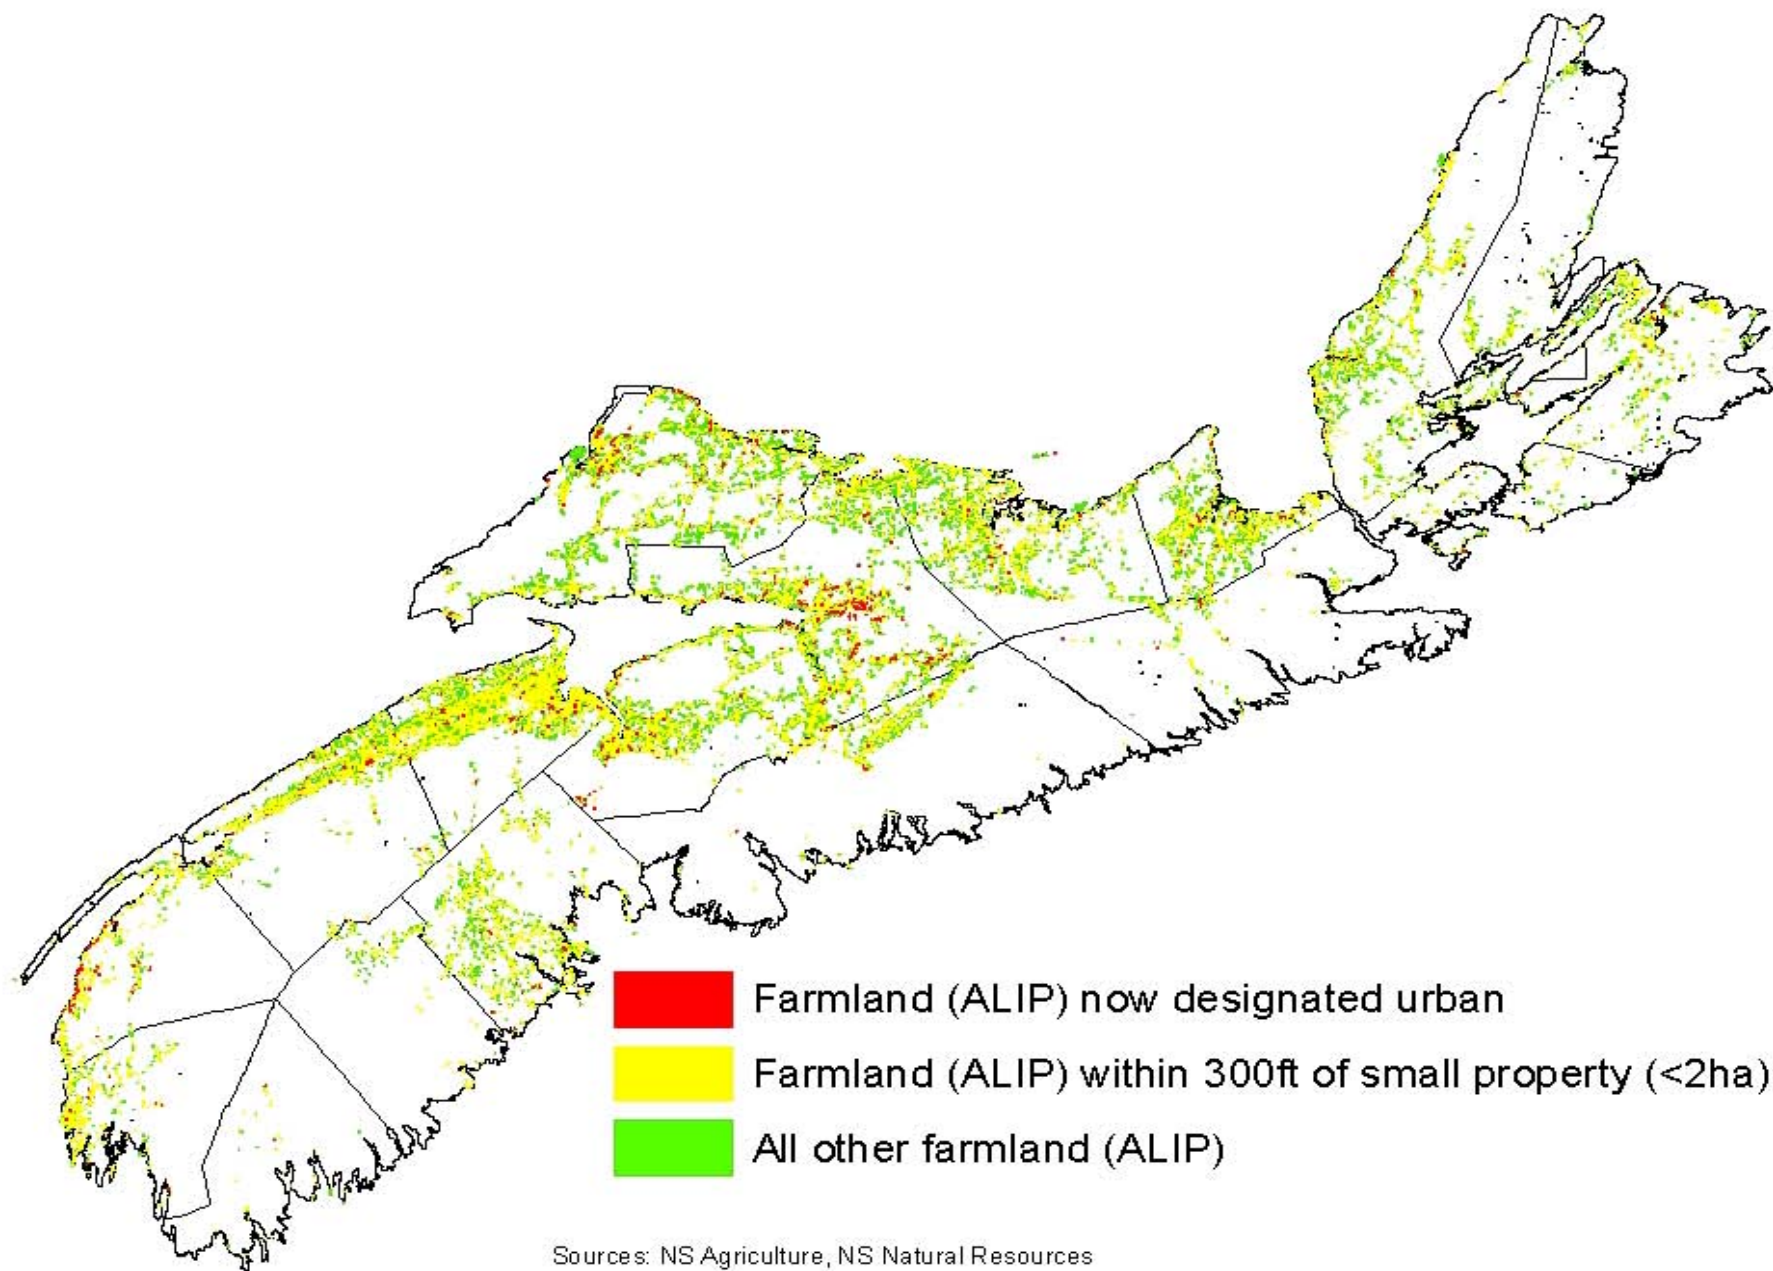 Farmland (ALIP) now designated urban
Farmland (ALIP) within 300ft of small property (<2ha)
All other farmland (ALIP)
Sources: NS Agriculture, NS Natural Resources